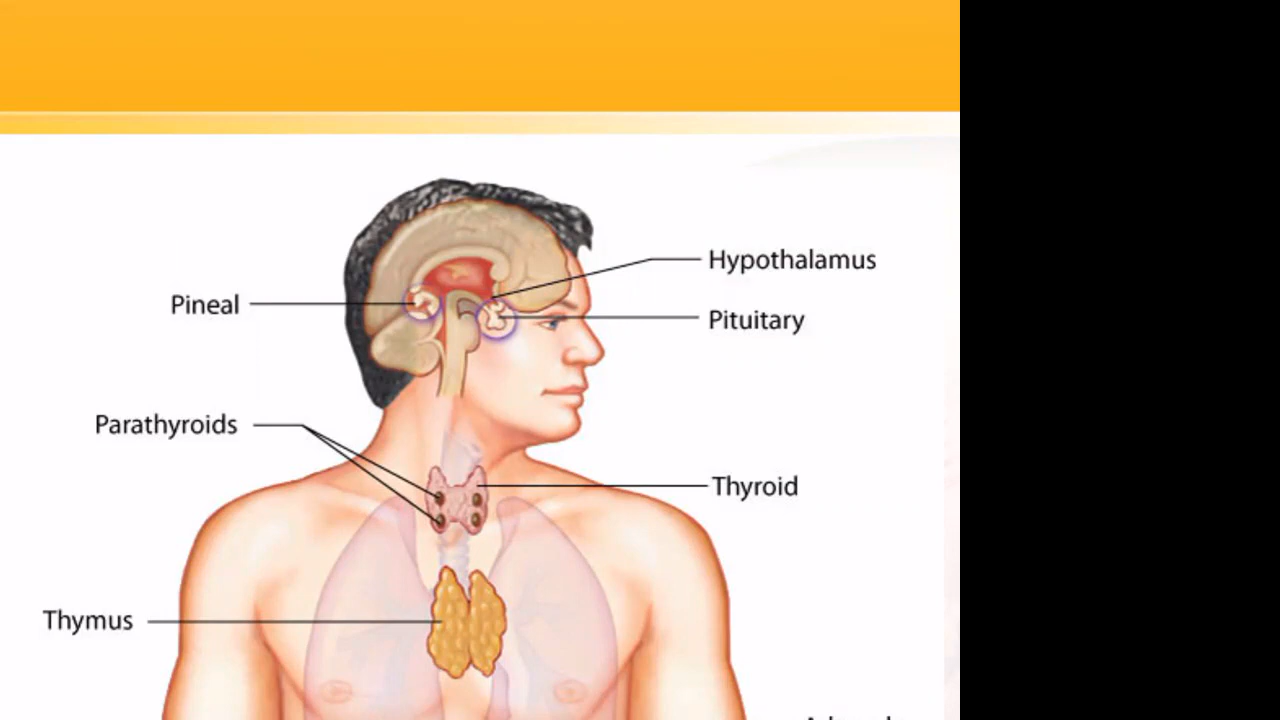 Hypothalamus
Pineal
Pituitary
Parathyroids
Thyroid
Thymus